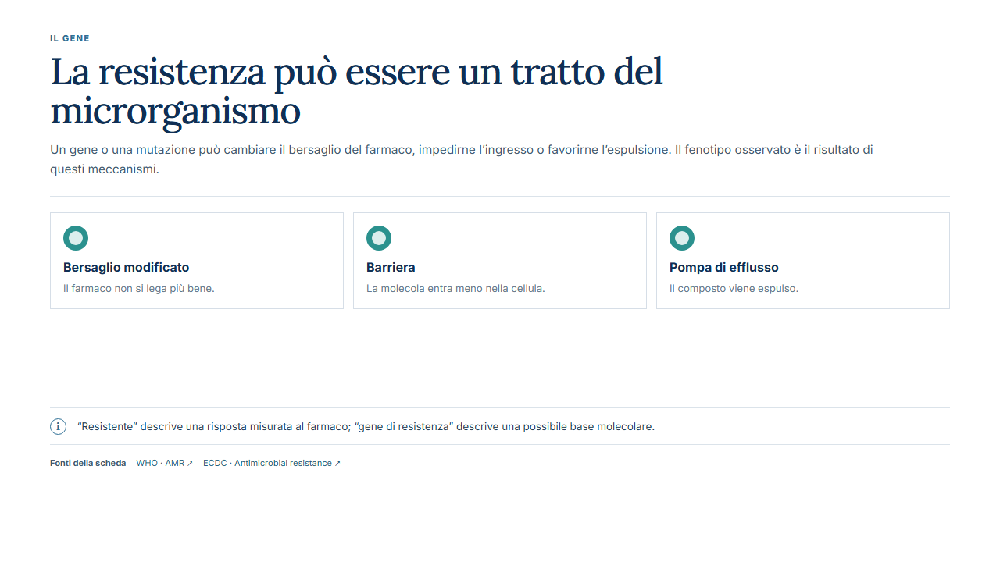 IL GENE
La resistenza può essere un tratto del
microrganismo
Un gene o una mutazione può cambiare il bersaglio del farmaco, impedirne l’ingresso o favorirne l’espulsione. Il fenotipo osservato è il risultato di
questi meccanismi.
Bersaglio modificato
Il farmaco non si lega più bene.
Barriera
La molecola entra meno nella cellula.
Pompa di efflusso
Il composto viene espulso.
i “Resistente” descrive una risposta misurata al farmaco; “gene di resistenza” descrive una possibile base molecolare.
Fonti della scheda WHO · AMR ↗ ECDC · Antimicrobial resistance ↗